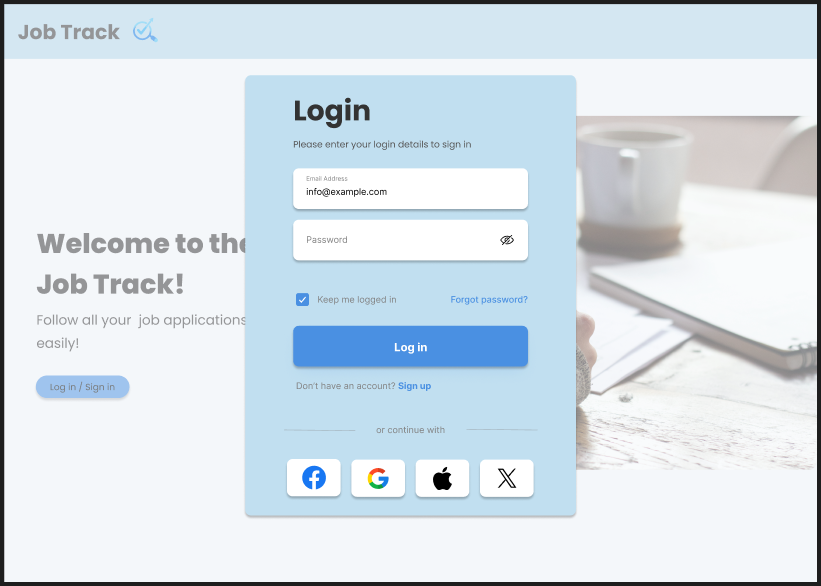 Job Track
Login
Please enter your login details to sign in
Email Address
info@example.com
Password
Keep me logged in
Forgot password?
Log in
Don't have an account? Sign up
or continue with
Welcome to the
Job Track!
Follow all your job applications
easily!
Log in / Sign in